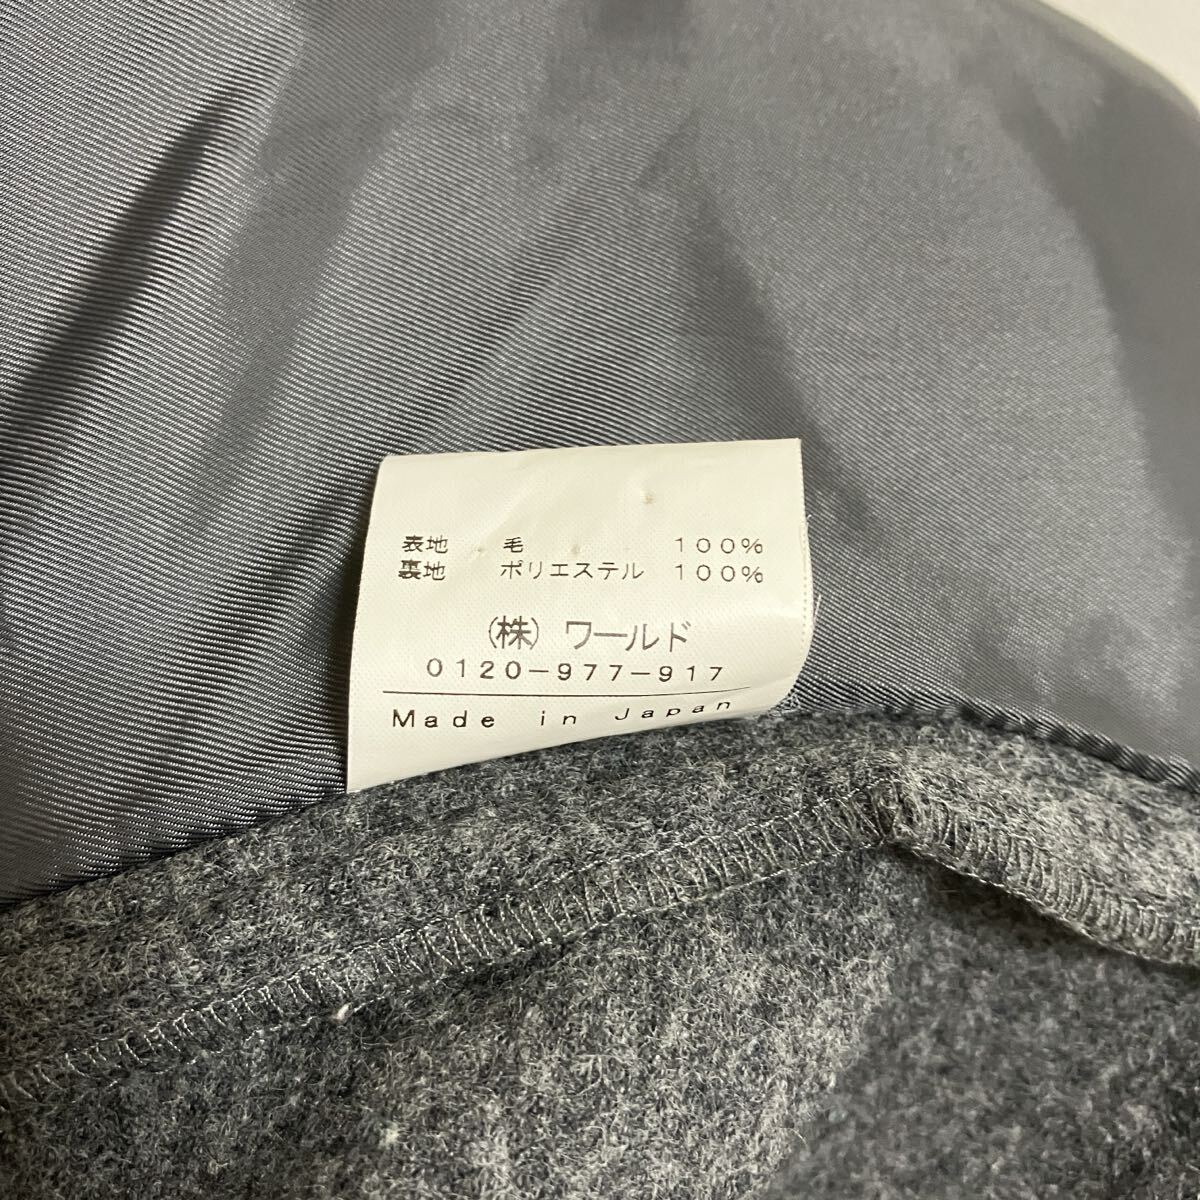 表地 毛 100%
裏地 ポリエステル 100%
(株) ワールド
0120-977-917
Made in Japan